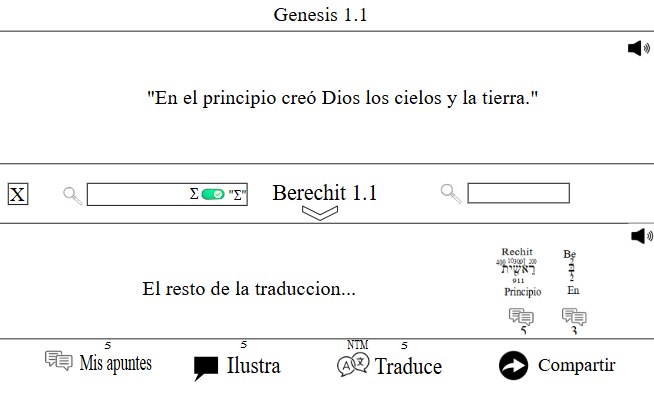 Genesis 1.1
"En el principio creó Dios los cielos y la tierra."
X
Σ "Σ"
Berechit 1.1
Rechit Be
400 10 300 1 200 2
רֵאשִׁית בְּ
911 2
Principio En
El resto de la traduccion...
5 3
5 5 NTM 5
Mis apuntes Ilustra Traduce Compartir